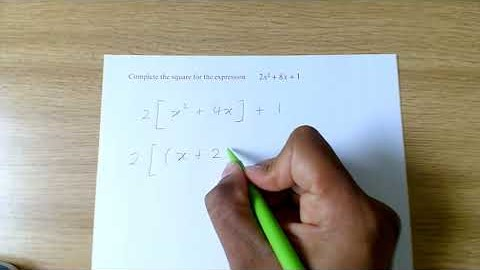 Complete the square for the expression 2x² + 8x + 1
2[x² + 4x] + 1
2[(x + 2